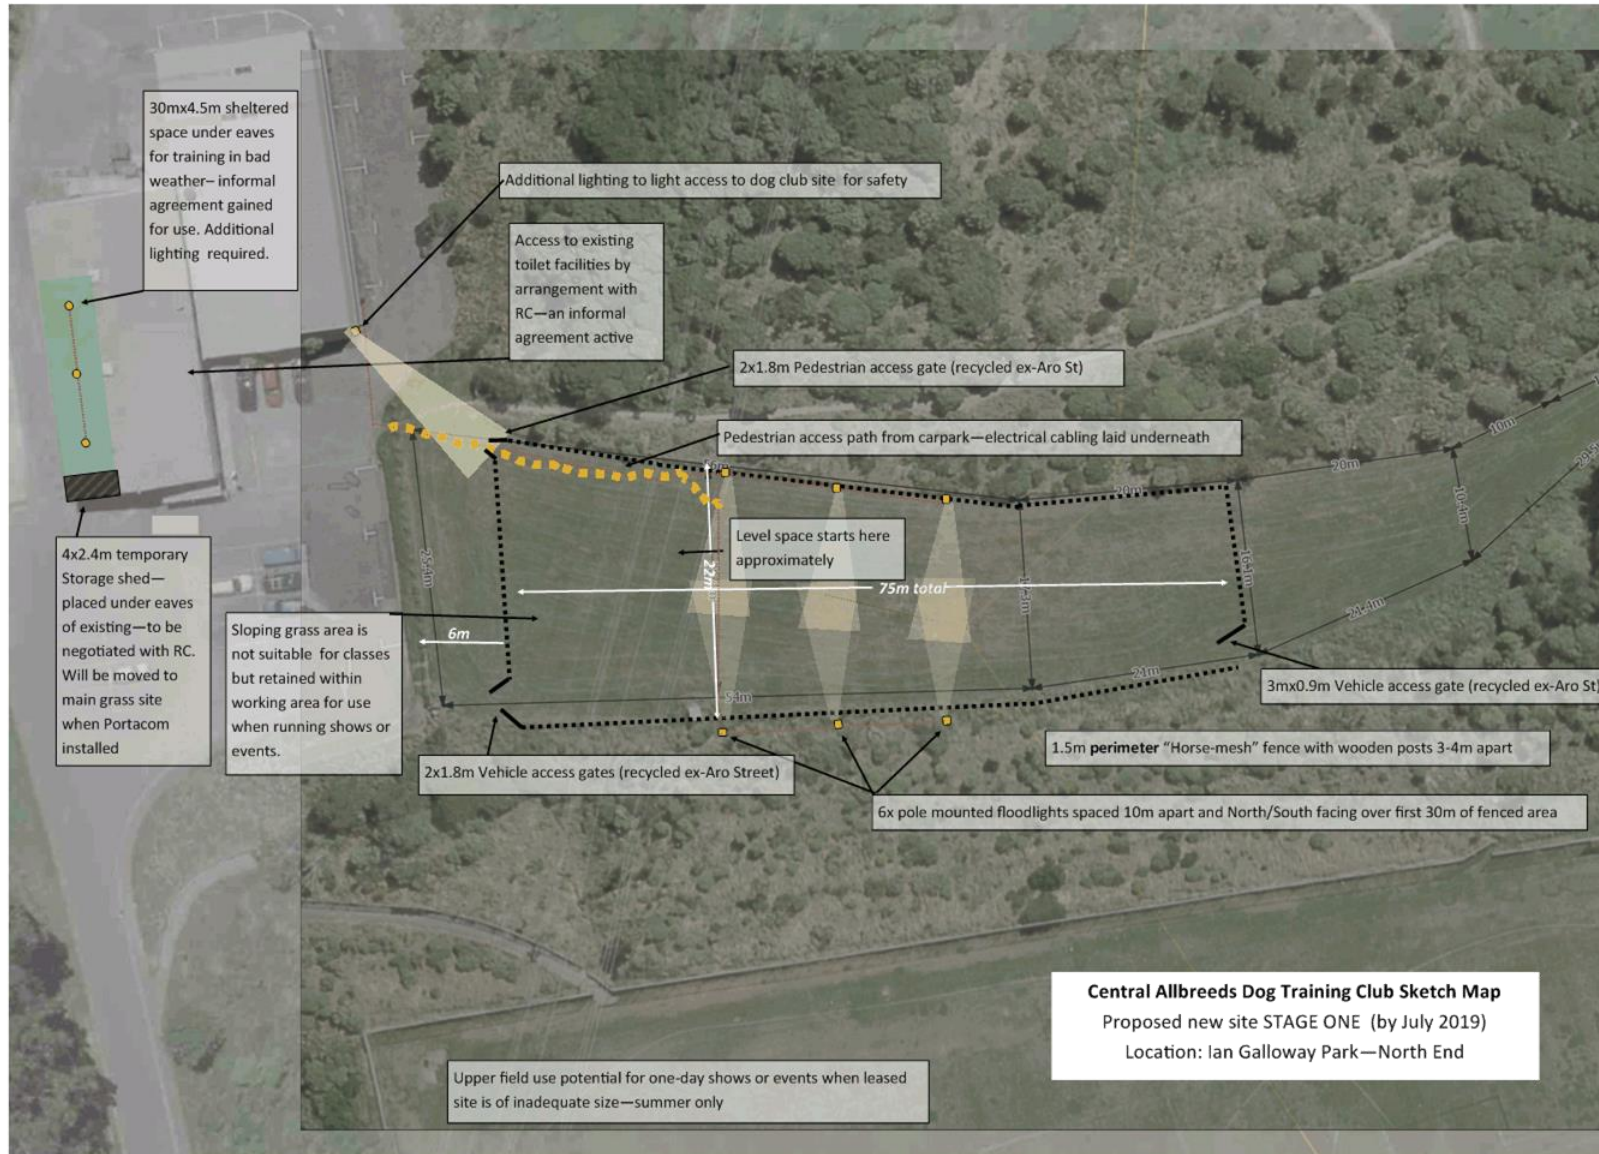 30mx4.5m sheltered
space under eaves
for training in bad
weather– informal
agreement gained
for use. Additional
lighting required.
Additional lighting to light access to dog club site for safety
Access to existing
toilet facilities by
arrangement with
RC—an informal
agreement active
2x1.8m Pedestrian access gate (recycled ex-Aro St)
Pedestrian access path from carpark—electrical cabling laid underneath
10m
20m
20m
29.5
10.4m
Level space starts here
approximately
25.4m
22m
75m total
16.1m
21.4m
6m
54m
21m
4x2.4m temporary
Storage shed—
placed under eaves
of existing—to be
negotiated with RC.
Will be moved to
main grass site
when Portacom
installed
Sloping grass area is
not suitable for classes
but retained within
working area for use
when running shows or
events.
3mx0.9m Vehicle access gate (recycled ex-Aro St)
1.5m perimeter “Horse-mesh” fence with wooden posts 3-4m apart
2x1.8m Vehicle access gates (recycled ex-Aro Street)
6x pole mounted floodlights spaced 10m apart and North/South facing over first 30m of fenced area
Central Allbreeds Dog Training Club Sketch Map
Proposed new site STAGE ONE (by July 2019)
Location: Ian Galloway Park—North End
Upper field use potential for one-day shows or events when leased
site is of inadequate size—summer only